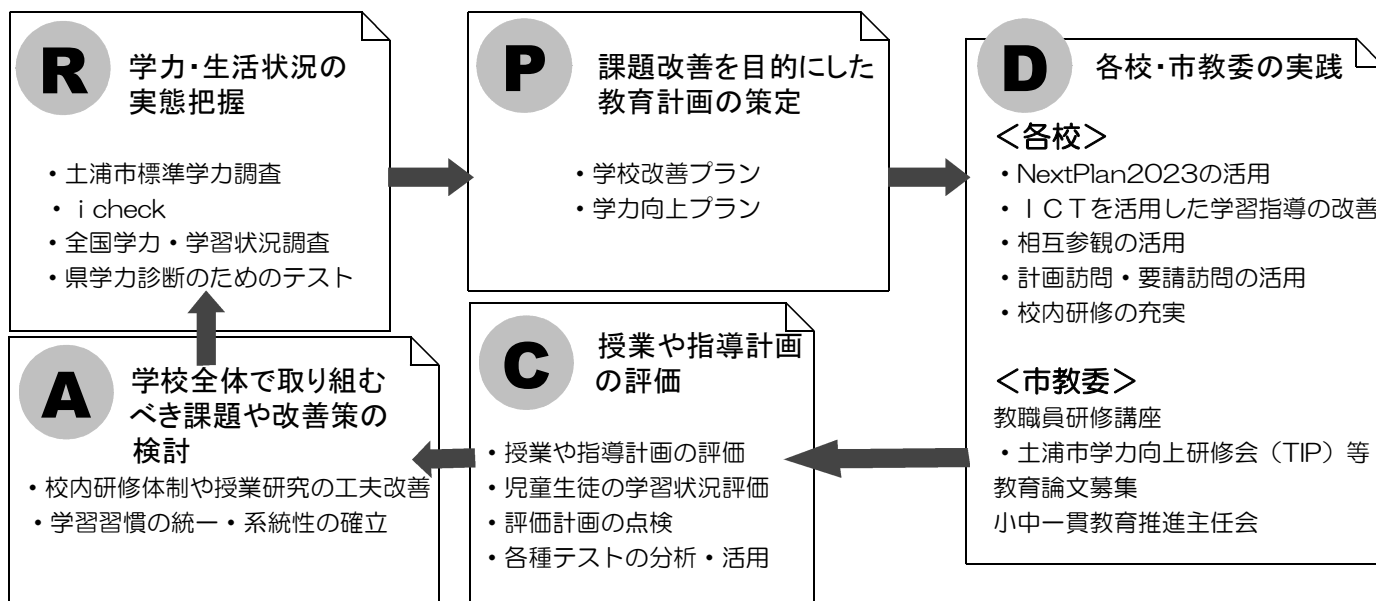 R
学力・生活状況の
実態把握
・土浦市標準学力調査
・ｉcheck
・全国学力・学習状況調査
・県学力診断のためのテスト
P
課題改善を目的にした
教育計画の策定
・学校改善プラン
・学力向上プラン
D
各校・市教委の実践
＜各校＞
・NextPlan2023の活用
・ＩＣＴを活用した学習指導の改善
・相互参観の活用
・計画訪問・要請訪問の活用
・校内研修の充実
＜市教委＞
教職員研修講座
・土浦市学力向上研修会（TIP）等
教育論文募集
小中一貫教育推進主任会
C
授業や指導計画
の評価
・授業や指導計画の評価
・児童生徒の学習状況評価
・評価計画の点検
・各種テストの分析・活用
A
学校全体で取り組む
べき課題や改善策の
検討
・校内研修体制や授業研究の工夫改善
・学習習慣の統一・系統性の確立